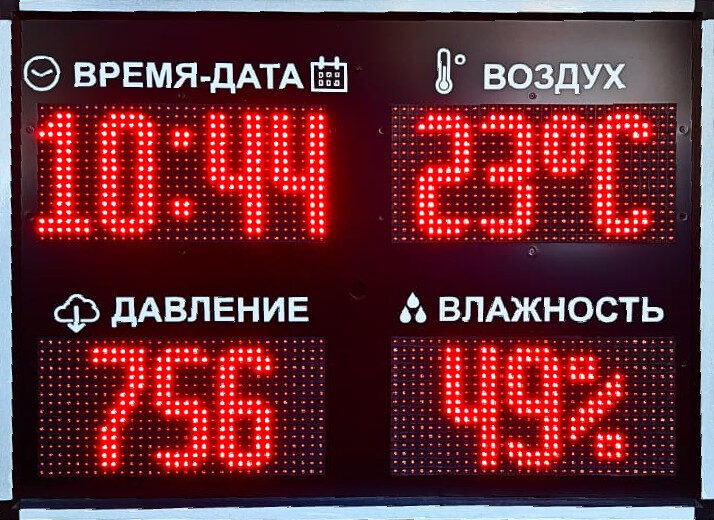 ВРЕМЯ-ДАТА
10:44
ВОЗДУХ
23°C
ДАВЛЕНИЕ
756
ВЛАЖНОСТЬ
49%